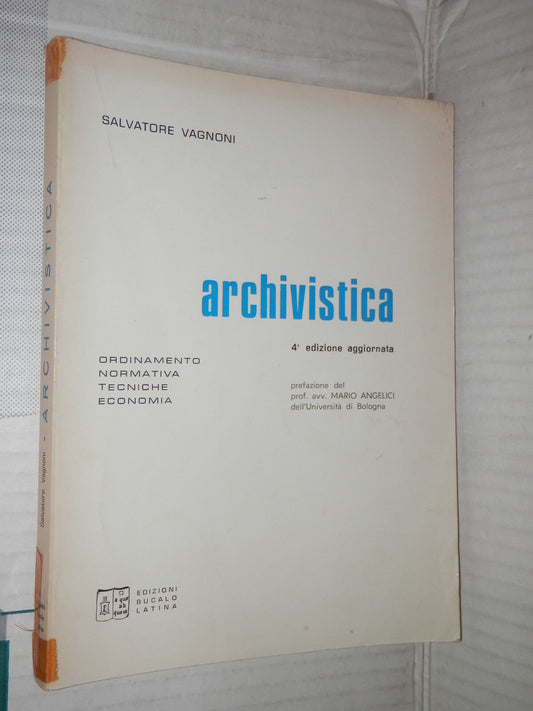 SALVATORE VAGNONI
archivistica
4ª edizione aggiornata
ORDINAMENTO
NORMATIVA
TECNICHE
ECONOMIA
prefazione del
prof. avv. MARIO ANGELICI
dell'Università di Bologna
EDIZIONI
BUCALO
LATINA
Salvatore Vagnoni - ARCHIVISTICA